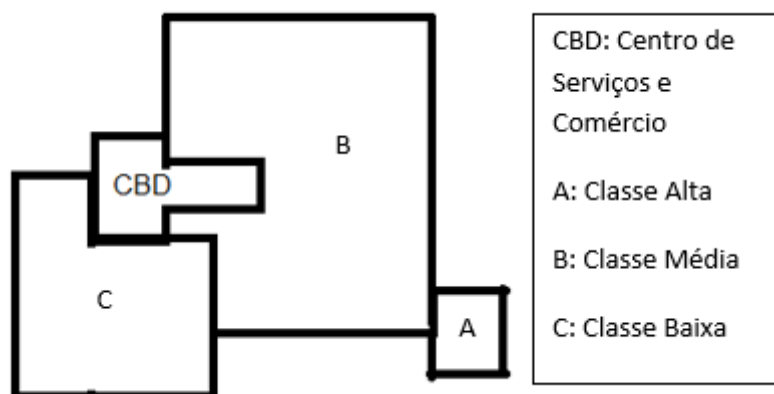 B
CBD
C
A
CBD: Centro de
Serviços e
Comércio
A: Classe Alta
B: Classe Média
C: Classe Baixa